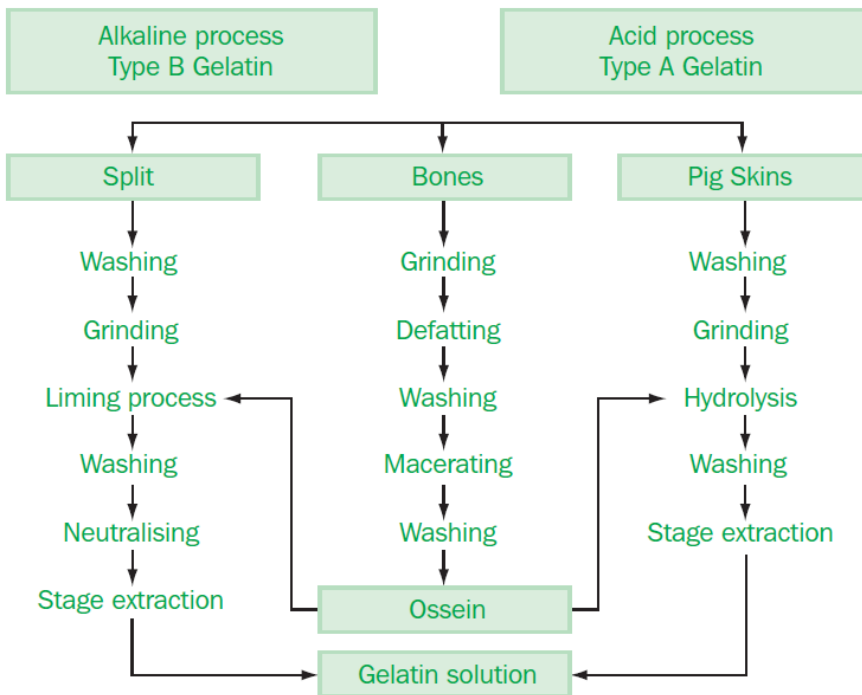 Alkaline process
Type B Gelatin
Acid process
Type A Gelatin
Split
Bones
Pig Skins
Washing
Grinding
Washing
Grinding
Defatting
Grinding
Liming process
Washing
Hydrolysis
Washing
Macerating
Washing
Neutralising
Washing
Stage extraction
Stage extraction
Ossein
Gelatin solution